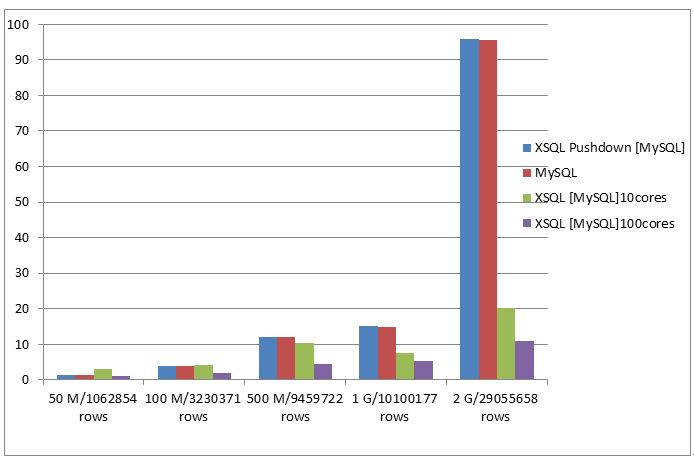 100
90
80
70
60
50
40
30
20
10
0
XSQL Pushdown [MySQL]
MySQL
XSQL [MySQL]10cores
XSQL [MySQL]100cores
50 M/1062854 100 M/3230371 500 M/9459722 1 G/10100177 2 G/29055658
rows rows rows rows rows